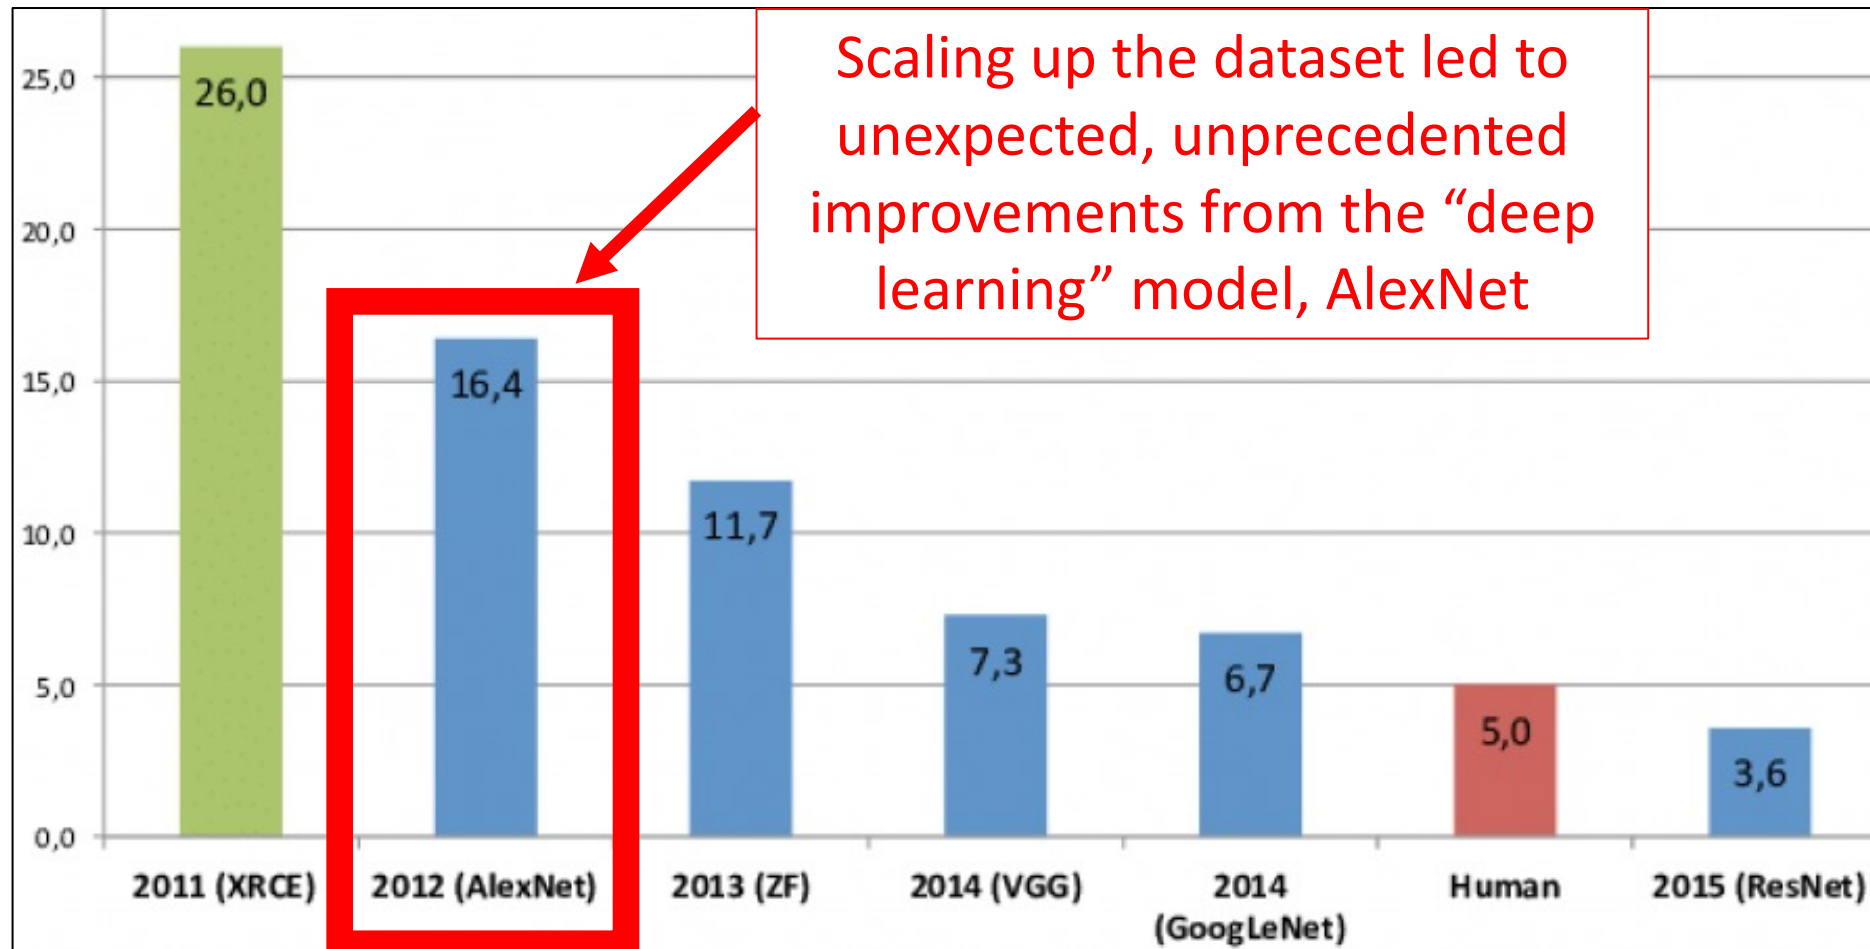 Scaling up the dataset led to
unexpected, unprecedented
improvements from the “deep
learning” model, AlexNet
25,0
20,0
15,0
10,0
5,0
0,0
26,0
16,4
11,7
7,3
6,7
5,0
3,6
2011 (XRCE)
2012 (AlexNet)
2013 (ZF)
2014 (VGG)
2014
(GoogLeNet)
Human
2015 (ResNet)